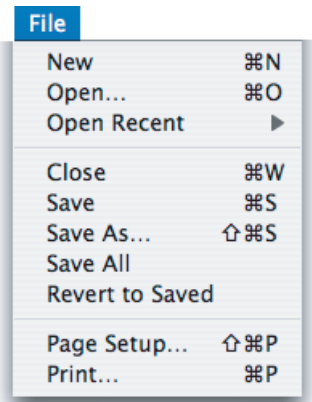 File
New ⌘N
Open... ⌘O
Open Recent ▶
Close ⌘W
Save ⌘S
Save As... ⇧⌘S
Save All
Revert to Saved
Page Setup... ⇧⌘P
Print... ⌘P